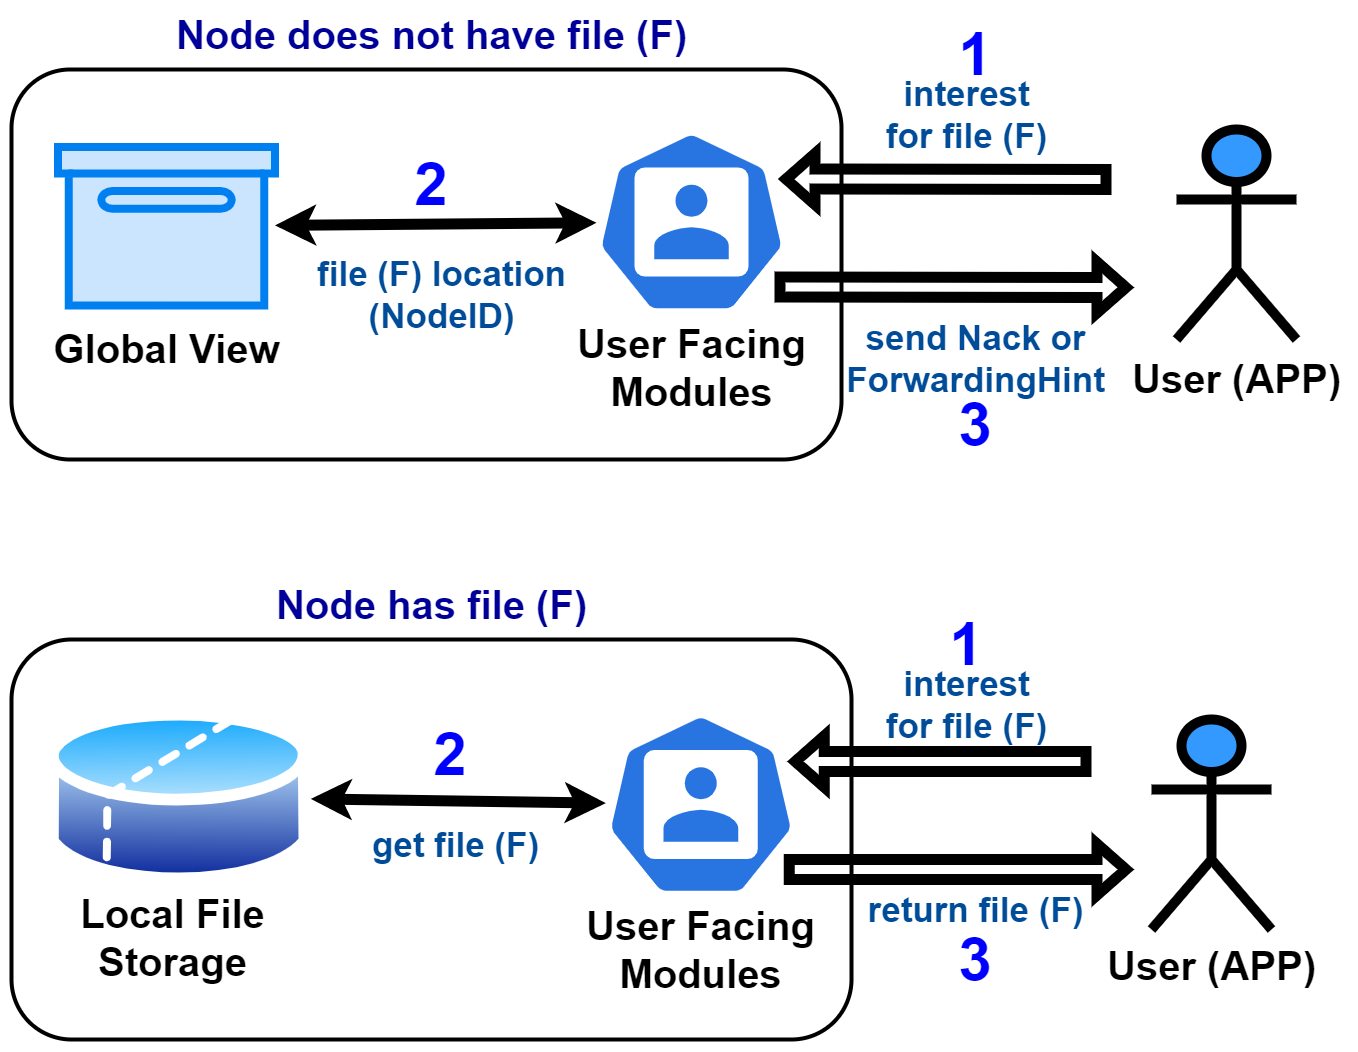 Node does not have file (F)
1
interest
for file (F)
2
file (F) location
(NodeID)
Global View
User Facing
Modules
send Nack or
ForwardingHint
3
User (APP)
Node has file (F)
1
interest
for file (F)
2
get file (F)
Local File
Storage
User Facing
Modules
return file (F)
3
User (APP)